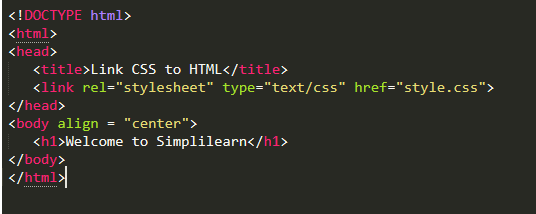 <!DOCTYPE html>
<html>
<head>
   <title>Link CSS to HTML</title>
   <link rel="stylesheet" type="text/css" href="style.css">
</head>
<body align = "center">
   <h1>Welcome to Simplilearn</h1>
</body>
</html>